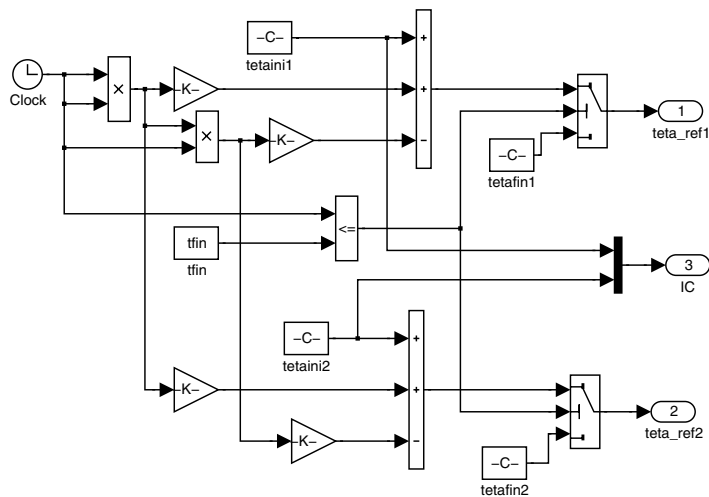 –C–
tetaini1
+
Clock
×
–K–
+
1
teta_ref1
×
–K–
–
–C–
tetafin1
<=
tfin
tfin
3
IC
–C–
tetaini2
+
–K–
+
2
teta_ref2
–K–
–
–C–
tetafin2